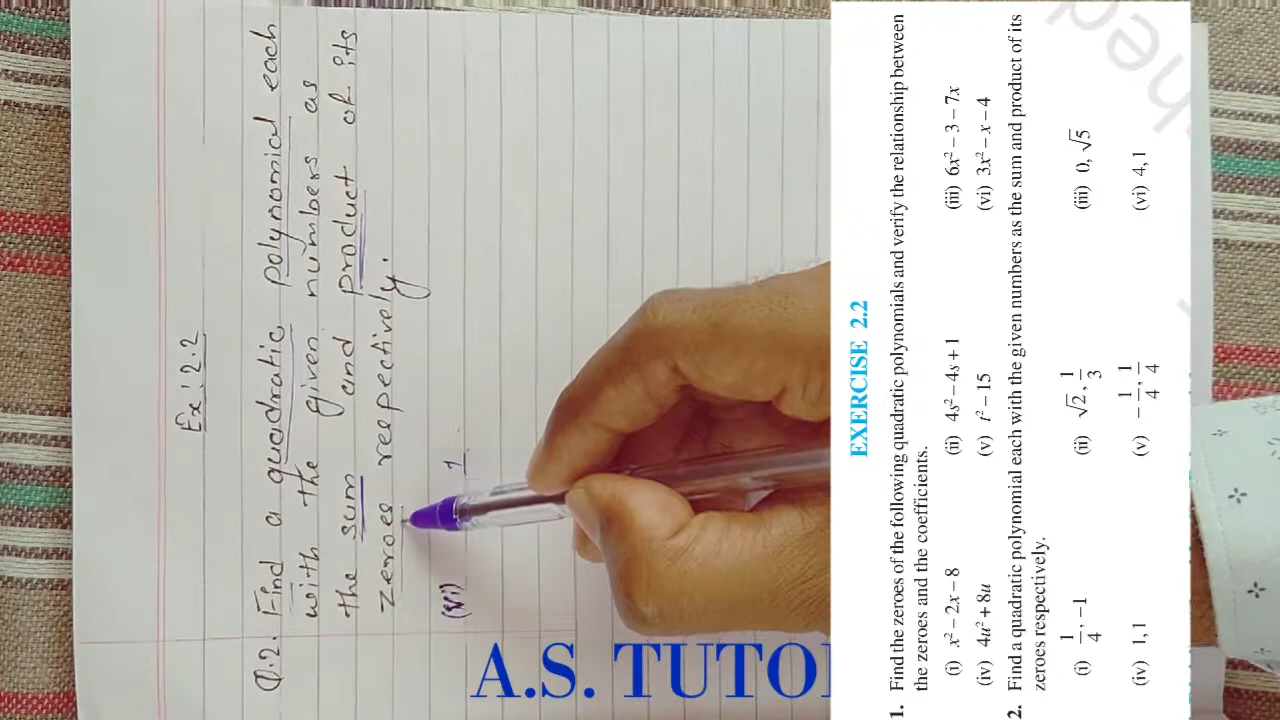 Ex: 2.2
Q.2. Find a quadratic polynomial each
with the given numbers as
the sum and product of its
zeroes respectively.
(vi) 1
A.S. TUTO
EXERCISE 2.2
1. Find the zeroes of the following quadratic polynomials and verify the relationship between
the zeroes and the coefficients.
(i) x² – 2x – 8 (ii) 4s² – 4s + 1 (iii) 6x² – 3 – 7x
(iv) 4u² + 8u (v) t² – 15 (vi) 3x² – x – 4
2. Find a quadratic polynomial each with the given numbers as the sum and product of its
zeroes respectively.
(i) 1/4, –1 (ii) √2, 1/3 (iii) 0, √5
(iv) 1, 1 (v) –1/4, 1/4 (vi) 4, 1
hed